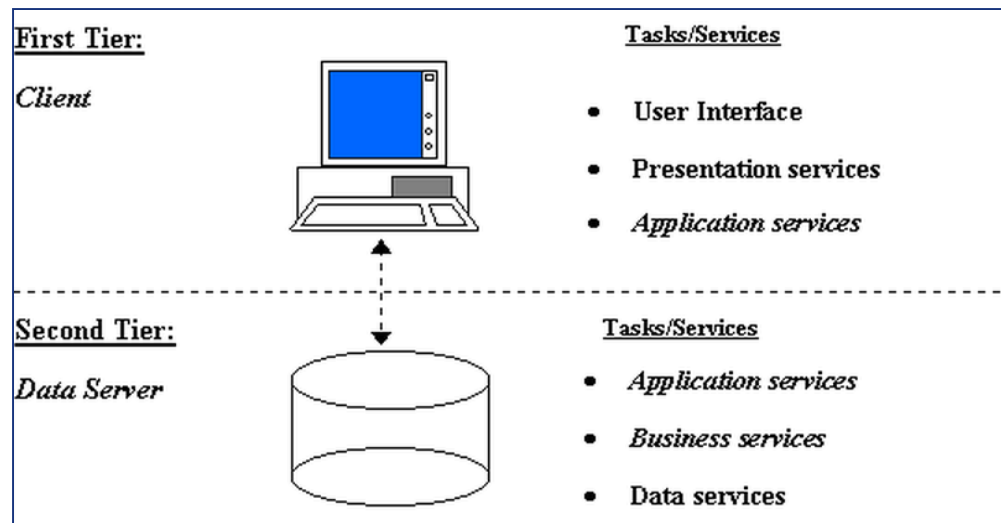 First Tier:
Client
Tasks/Services
• User Interface
• Presentation services
• Application services
Second Tier:
Data Server
Tasks/Services
• Application services
• Business services
• Data services